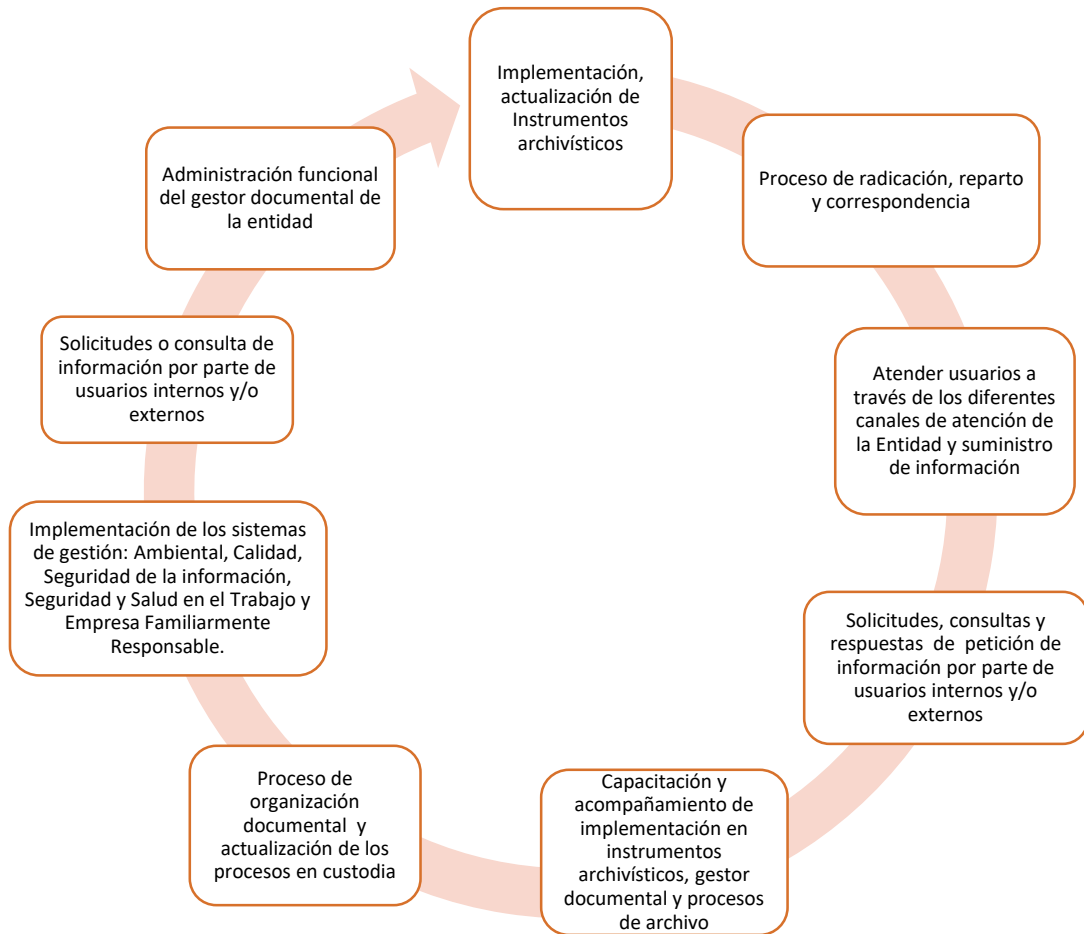 Implementación,
actualización de
Instrumentos
archivísticos
Proceso de radicación, reparto
y correspondencia
Atender usuarios a
través de los diferentes
canales de atención de
la Entidad y suministro
de información
Solicitudes, consultas y
respuestas de petición de
información por parte de
usuarios internos y/o
externos
Capacitación y
acompañamiento de
implementación en
instrumentos
archivísticos, gestor
documental y procesos
de archivo
Proceso de
organización
documental y
actualización de los
procesos en custodia
Implementación de los sistemas
de gestión: Ambiental, Calidad,
Seguridad de la información,
Seguridad y Salud en el Trabajo y
Empresa Familiarmente
Responsable.
Solicitudes o consulta de
información por parte de
usuarios internos y/o
externos
Administración funcional
del gestor documental de
la entidad